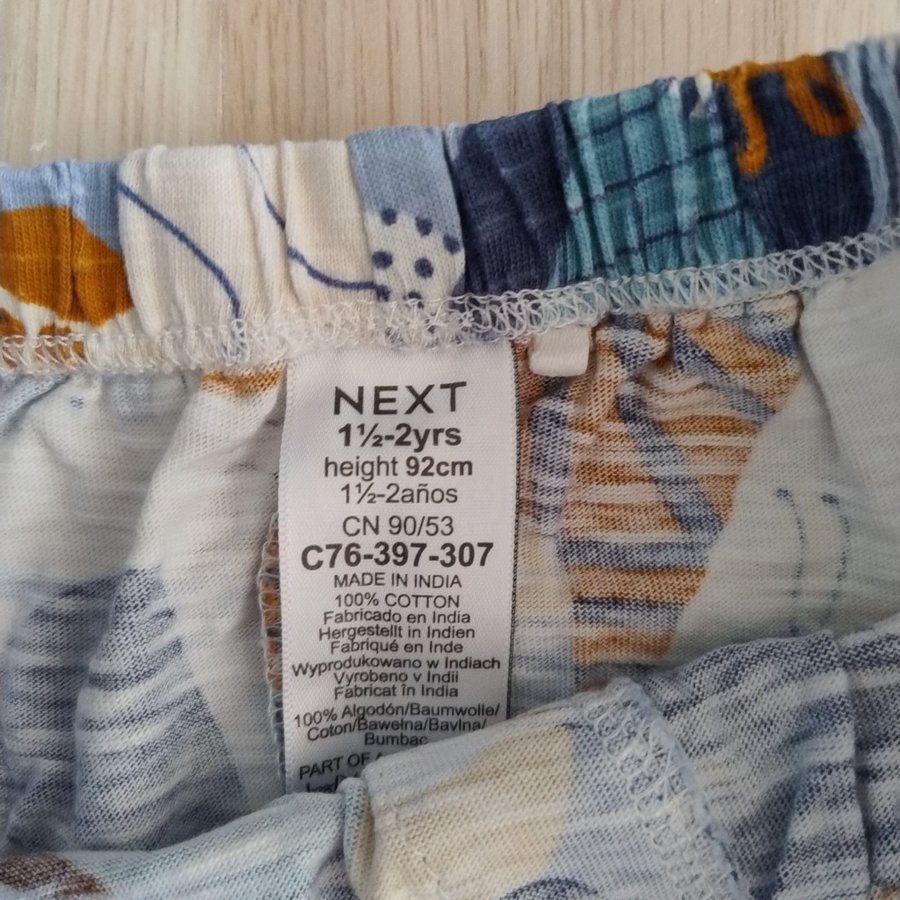 NEXT
1½-2yrs
height 92cm
1½-2años
CN 90/53
C76-397-307
MADE IN INDIA
100% COTTON
Fabricado en India
Hergestellt in Indien
Fabriqué en Inde
Wyprodukowano w Indiach
Vyrobeno v Indii
Fabricat în India
100% Algodón/Baumwolle/
Coton/Bawełna/Bavlna/
Bumbac
PART OF